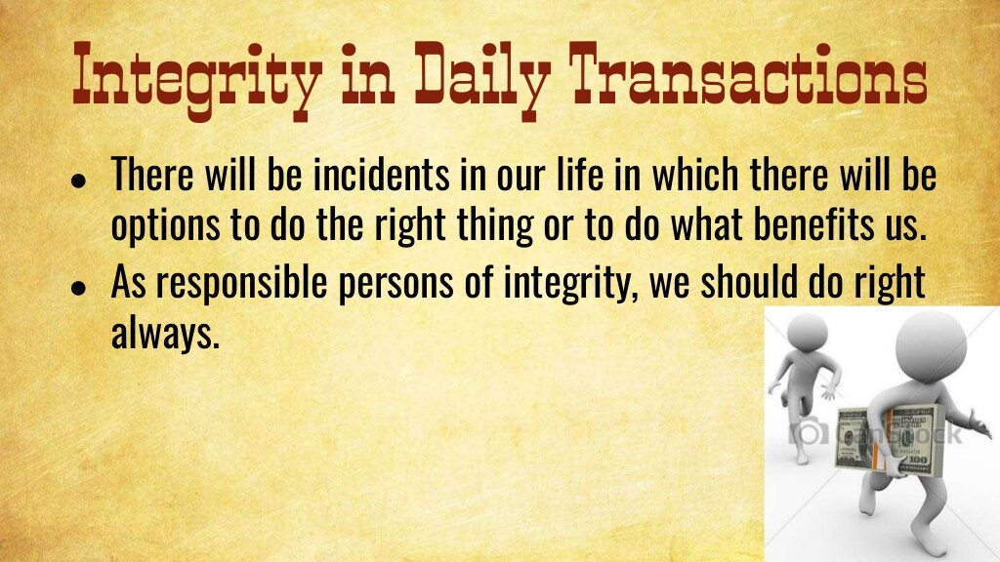 Integrity in Daily Transactions
● There will be incidents in our life in which there will be
options to do the right thing or to do what benefits us.
● As responsible persons of integrity, we should do right
always.
CanStock
100